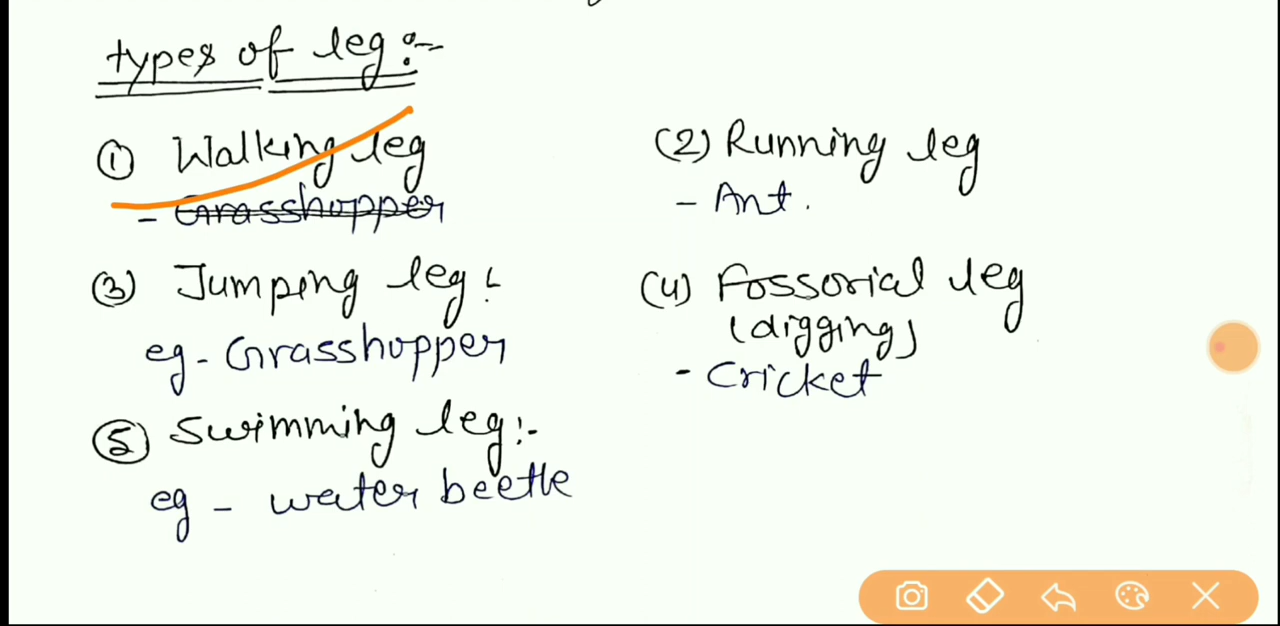 types of leg :-
① Walking leg
- Grasshopper
(2) Running leg
- Ant.
③ Jumping leg :
eg - Grasshopper
(4) Fossorial leg
(digging)
- Cricket
⑤ Swimming leg :-
eg - water beetle